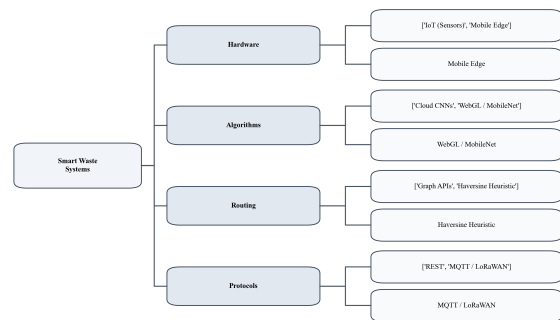 Smart Waste
Systems
Hardware
['IoT (Sensors)', 'Mobile Edge']
Mobile Edge
Algorithms
['Cloud CNNs', 'WebGL / MobileNet']
WebGL / MobileNet
Routing
['Graph APIs', 'Haversine Heuristic']
Haversine Heuristic
Protocols
['REST', 'MQTT / LoRaWAN']
MQTT / LoRaWAN